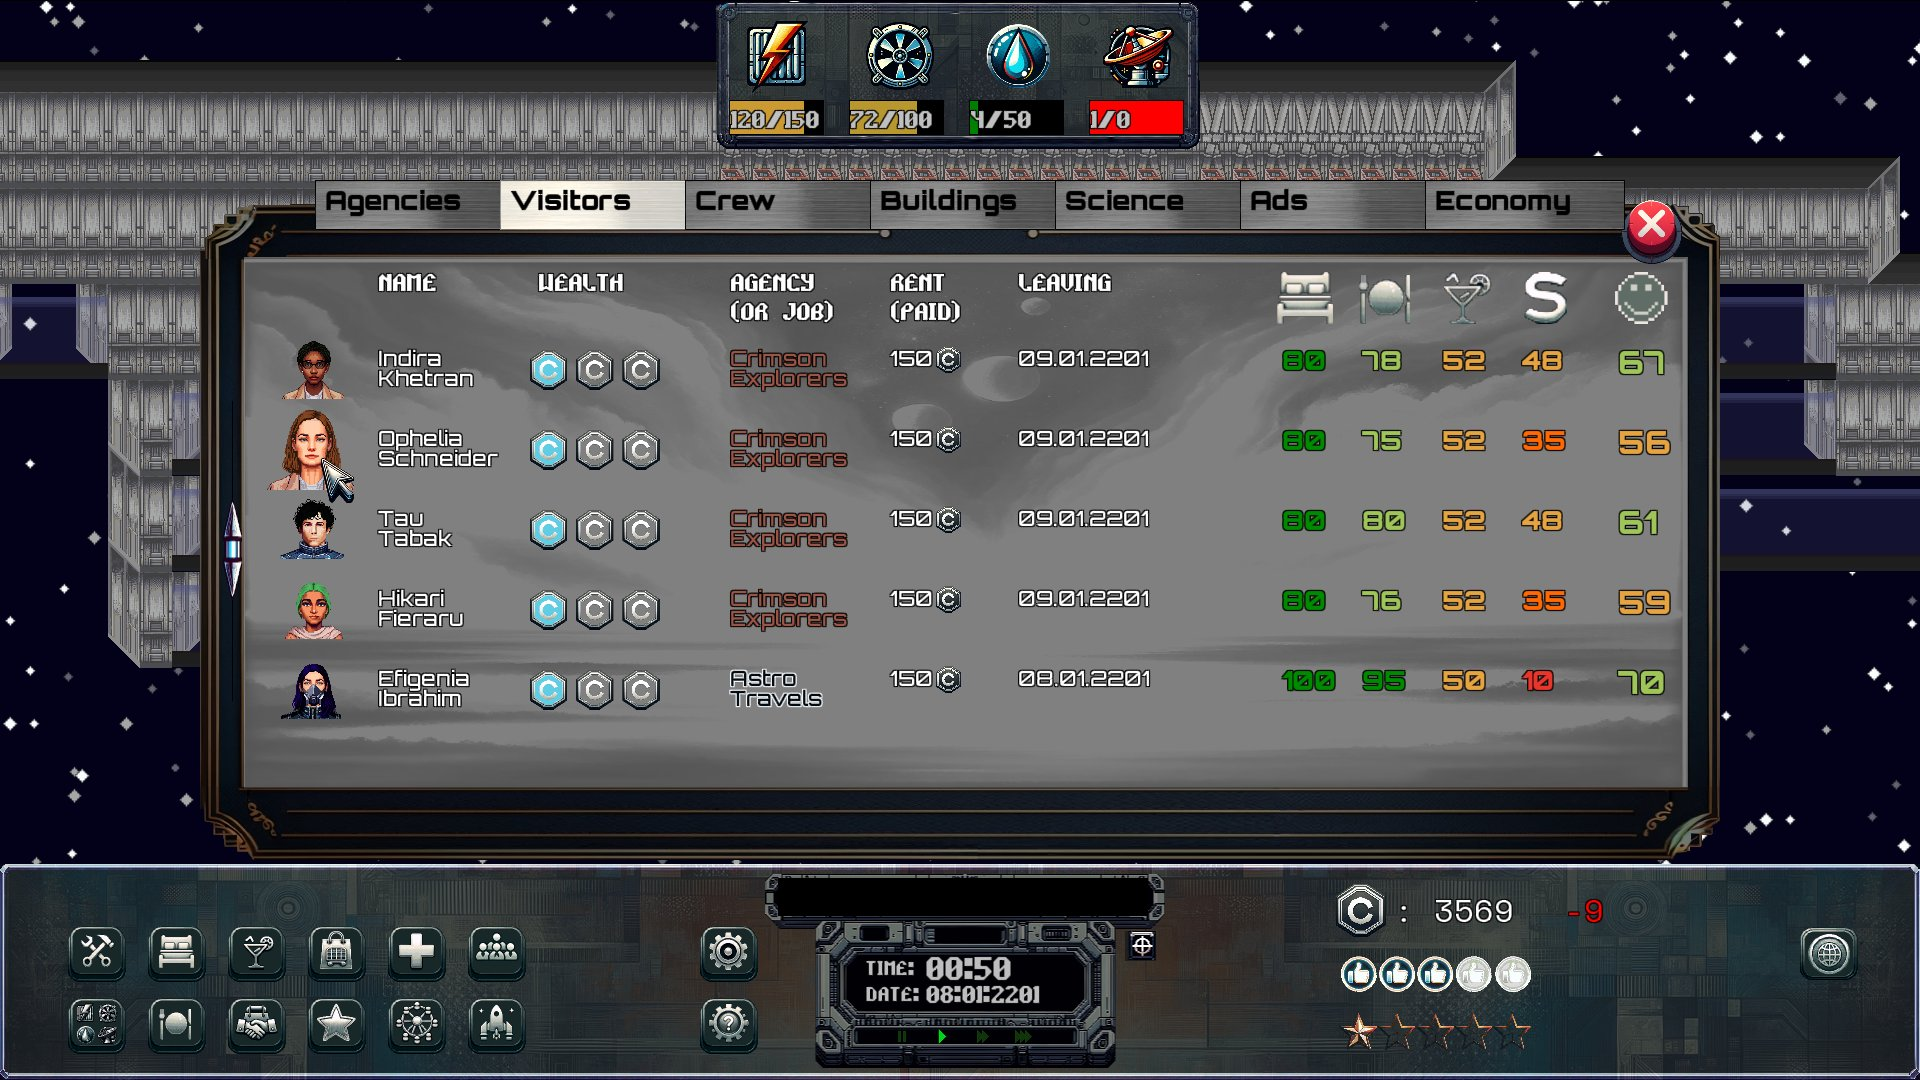 120/150 72/100 4/50 1/0
Agencies Visitors Crew Buildings Science Ads Economy
NAME WEALTH AGENCY RENT LEAVING S
(OR JOB) (PAID)
Indira C C C Crimson 150 C 09.01.2201 80 78 52 48 67
Khetran Explorers
Ophelia C C C Crimson 150 C 09.01.2201 80 75 52 35 56
Schneider Explorers
Tau C C C Crimson 150 C 09.01.2201 80 80 52 48 61
Tabak Explorers
Hikari C C C Crimson 150 C 09.01.2201 80 76 52 35 59
Fieraru Explorers
Efigenia C C C Astro 150 C 08.01.2201 100 95 50 10 70
Ibrahim Travels
C : 3569 -9
TIME: 00:50
DATE: 08:01:2201
?